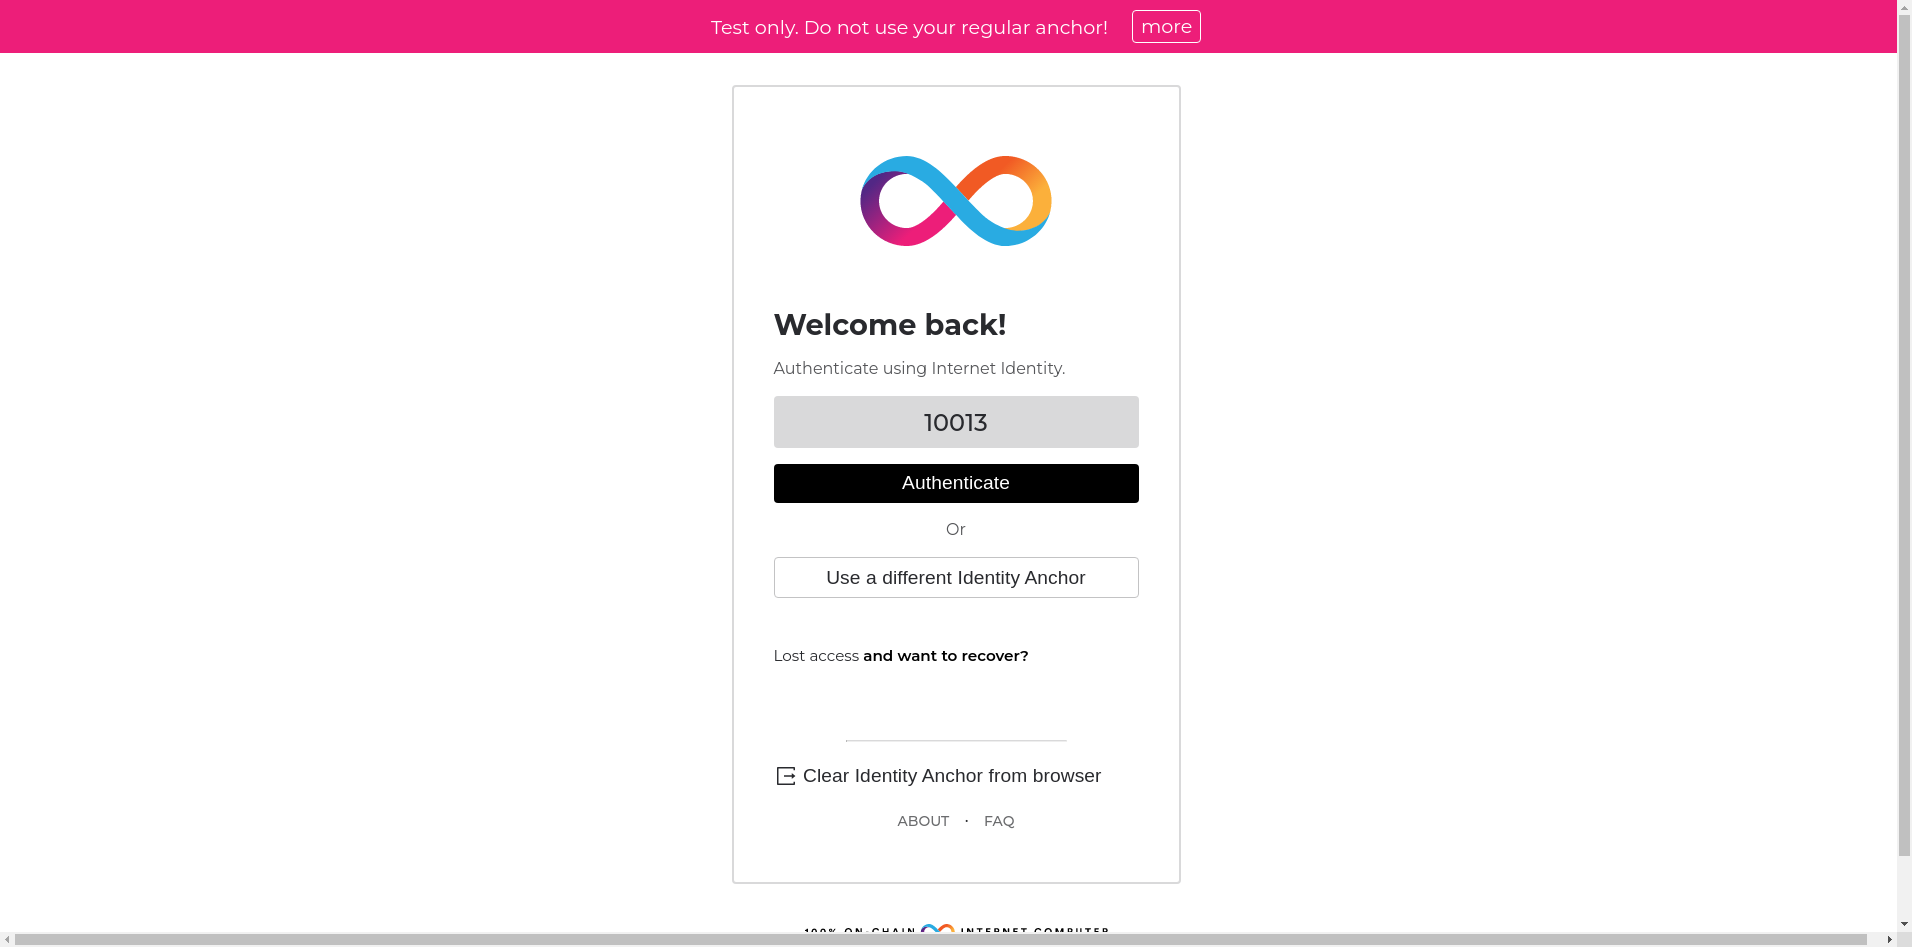 Test only. Do not use your regular anchor! more
Welcome back!
Authenticate using Internet Identity.
10013
Authenticate
Or
Use a different Identity Anchor
Lost access and want to recover?
Clear Identity Anchor from browser
ABOUT · FAQ
100% ON-CHAIN INTERNET COMPUTER